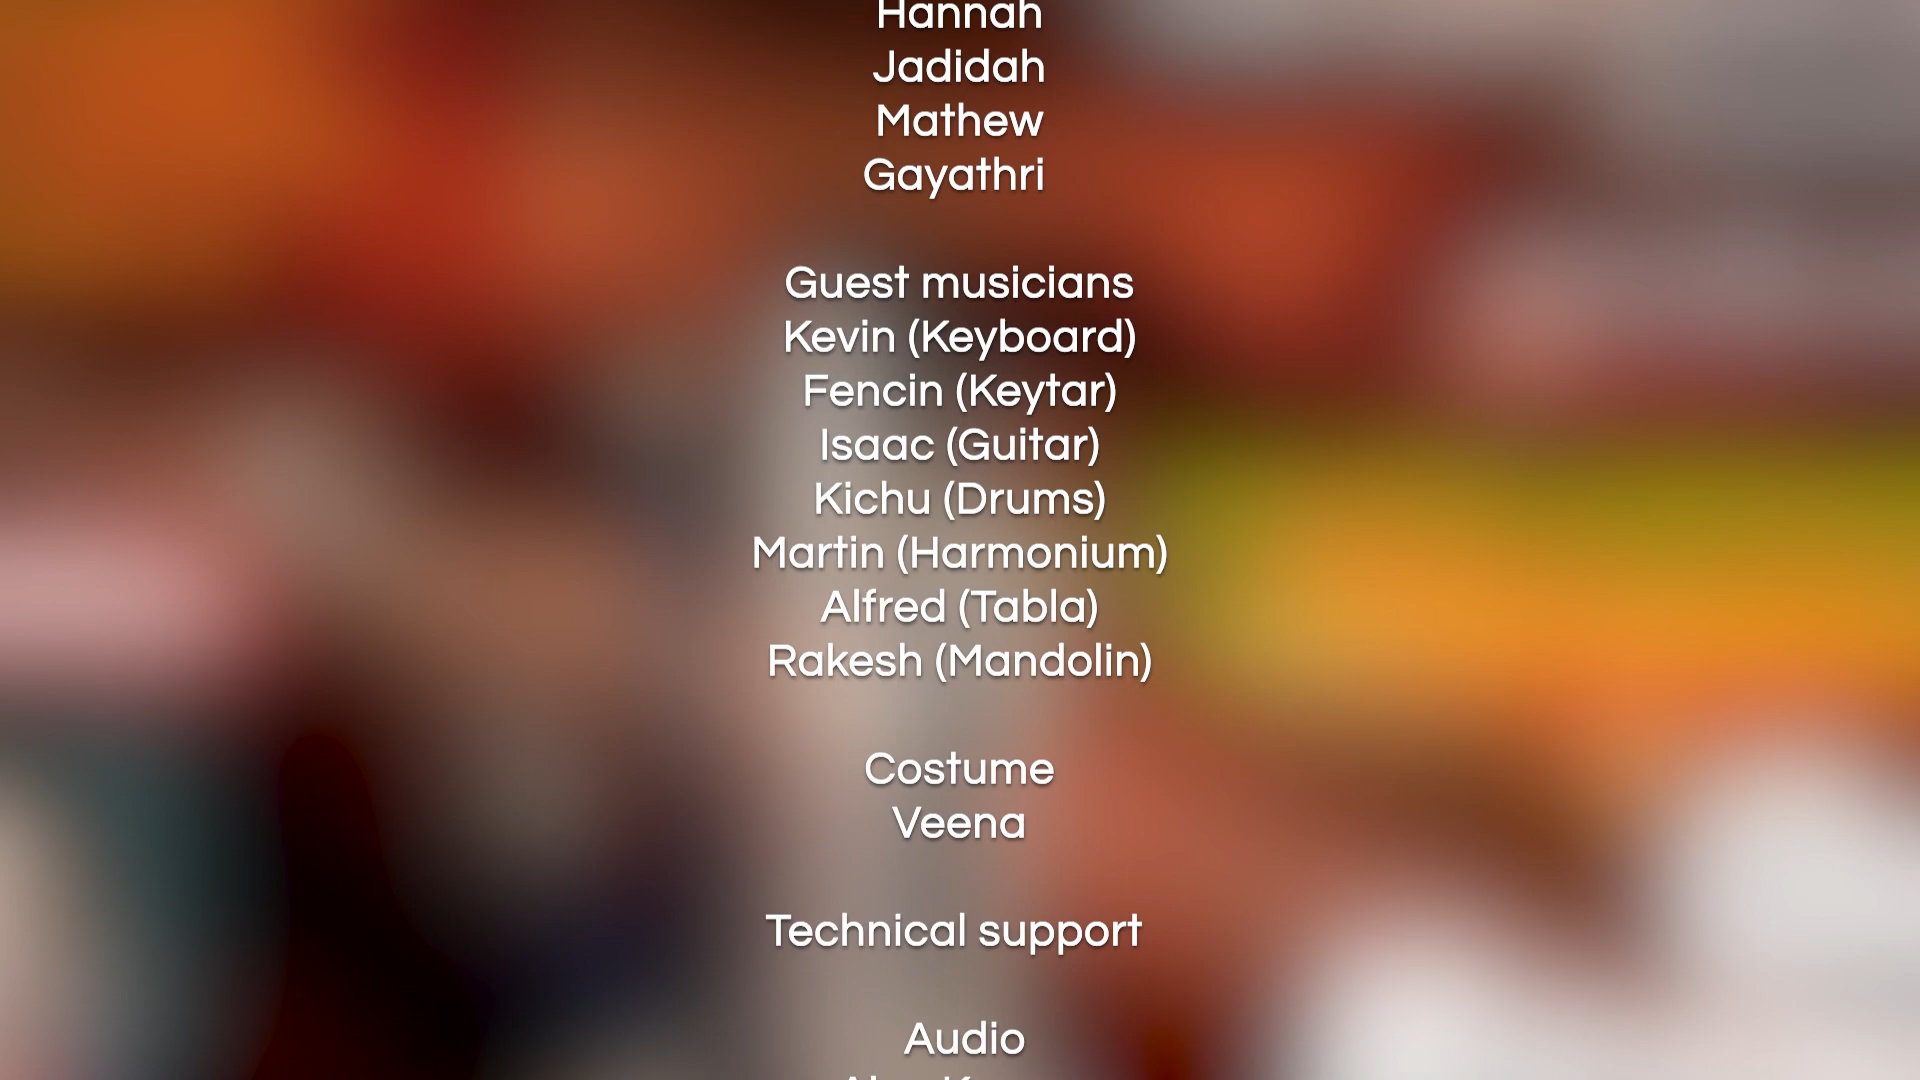 Hannah
Jadidah
Mathew
Gayathri
Guest musicians
Kevin (Keyboard)
Fencin (Keytar)
Isaac (Guitar)
Kichu (Drums)
Martin (Harmonium)
Alfred (Tabla)
Rakesh (Mandolin)
Costume
Veena
Technical support
Audio